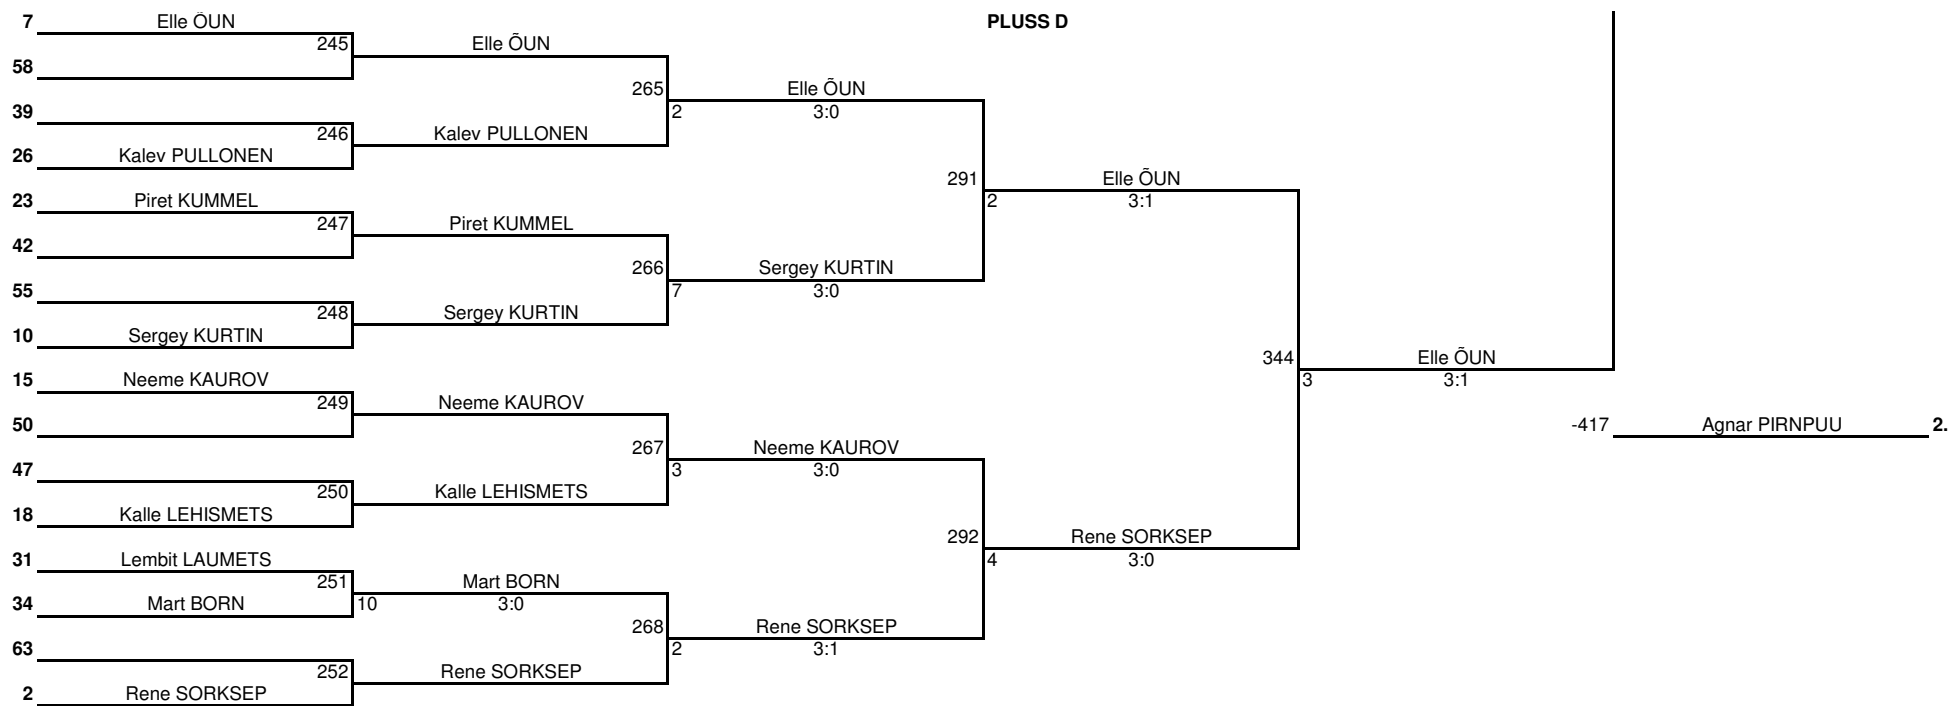 7 Elle ÕUN PLUSS D
245 Elle ÕUN
58
265 Elle ÕUN
39 2 3:0
246 Kalev PULLONEN
26 Kalev PULLONEN
291 Elle ÕUN
23 Piret KUMMEL 2 3:1
247 Piret KUMMEL
42
266 Sergey KURTIN
55 7 3:0
248 Sergey KURTIN
10 Sergey KURTIN
344 Elle ÕUN
15 Neeme KAUROV 3 3:1
249 Neeme KAUROV
50 -417 Agnar PIRNPUU 2.
267 Neeme KAUROV
47 3 3:0
250 Kalle LEHISMETS
18 Kalle LEHISMETS
292 Rene SORKSEP
31 Lembit LAUMETS 4 3:0
251 Mart BORN
34 Mart BORN 10 3:0
268 Rene SORKSEP
63 2 3:1
252 Rene SORKSEP
2 Rene SORKSEP